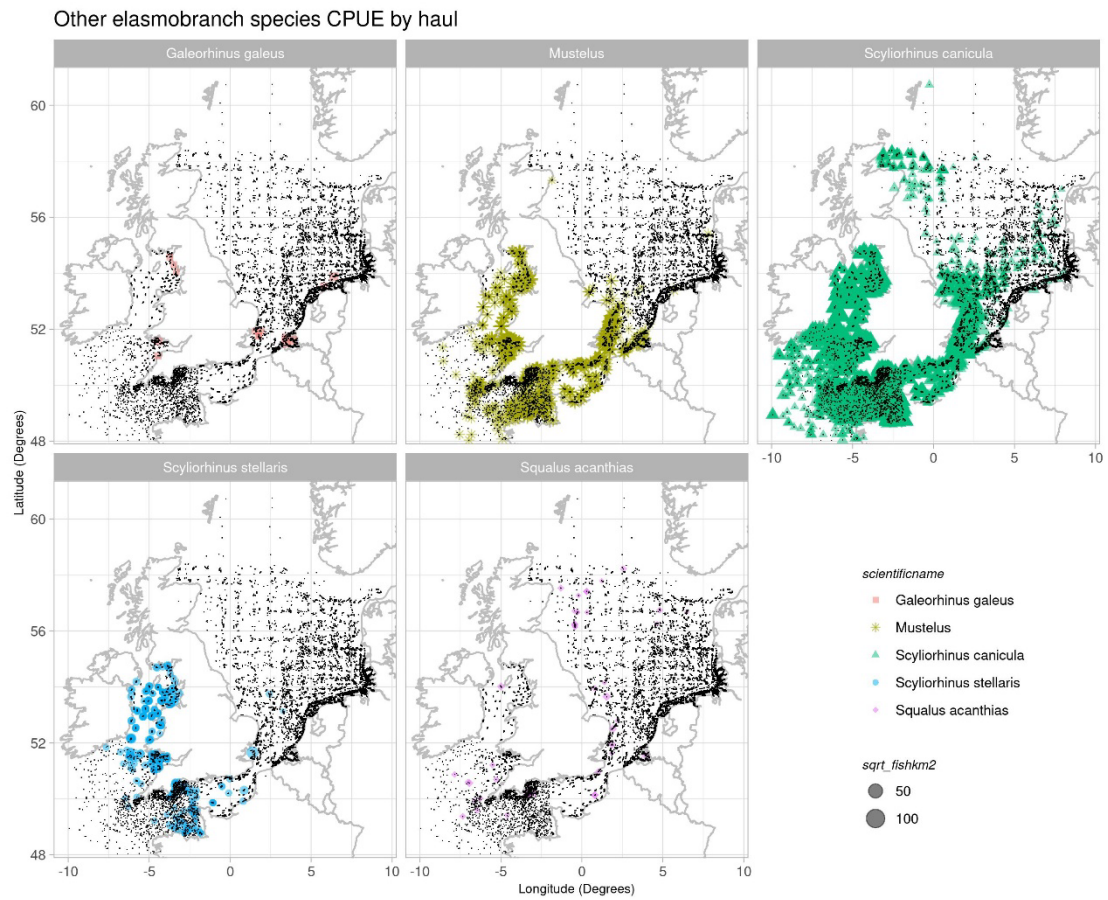 Other elasmobranch species CPUE by haul
Galeorhinus galeus
Mustelus
Scyliorhinus canicula
60
56
52
48
-10
-5
0
5
10
Scyliorhinus stellaris
Squalus acanthias
60
56
52
48
-10
-5
0
5
10
-10
-5
0
5
10
Latitude (Degrees)
Longitude (Degrees)
scientificname
Galeorhinus galeus
Mustelus
Scyliorhinus canicula
Scyliorhinus stellaris
Squalus acanthias
sqrt_fishkm2
50
100